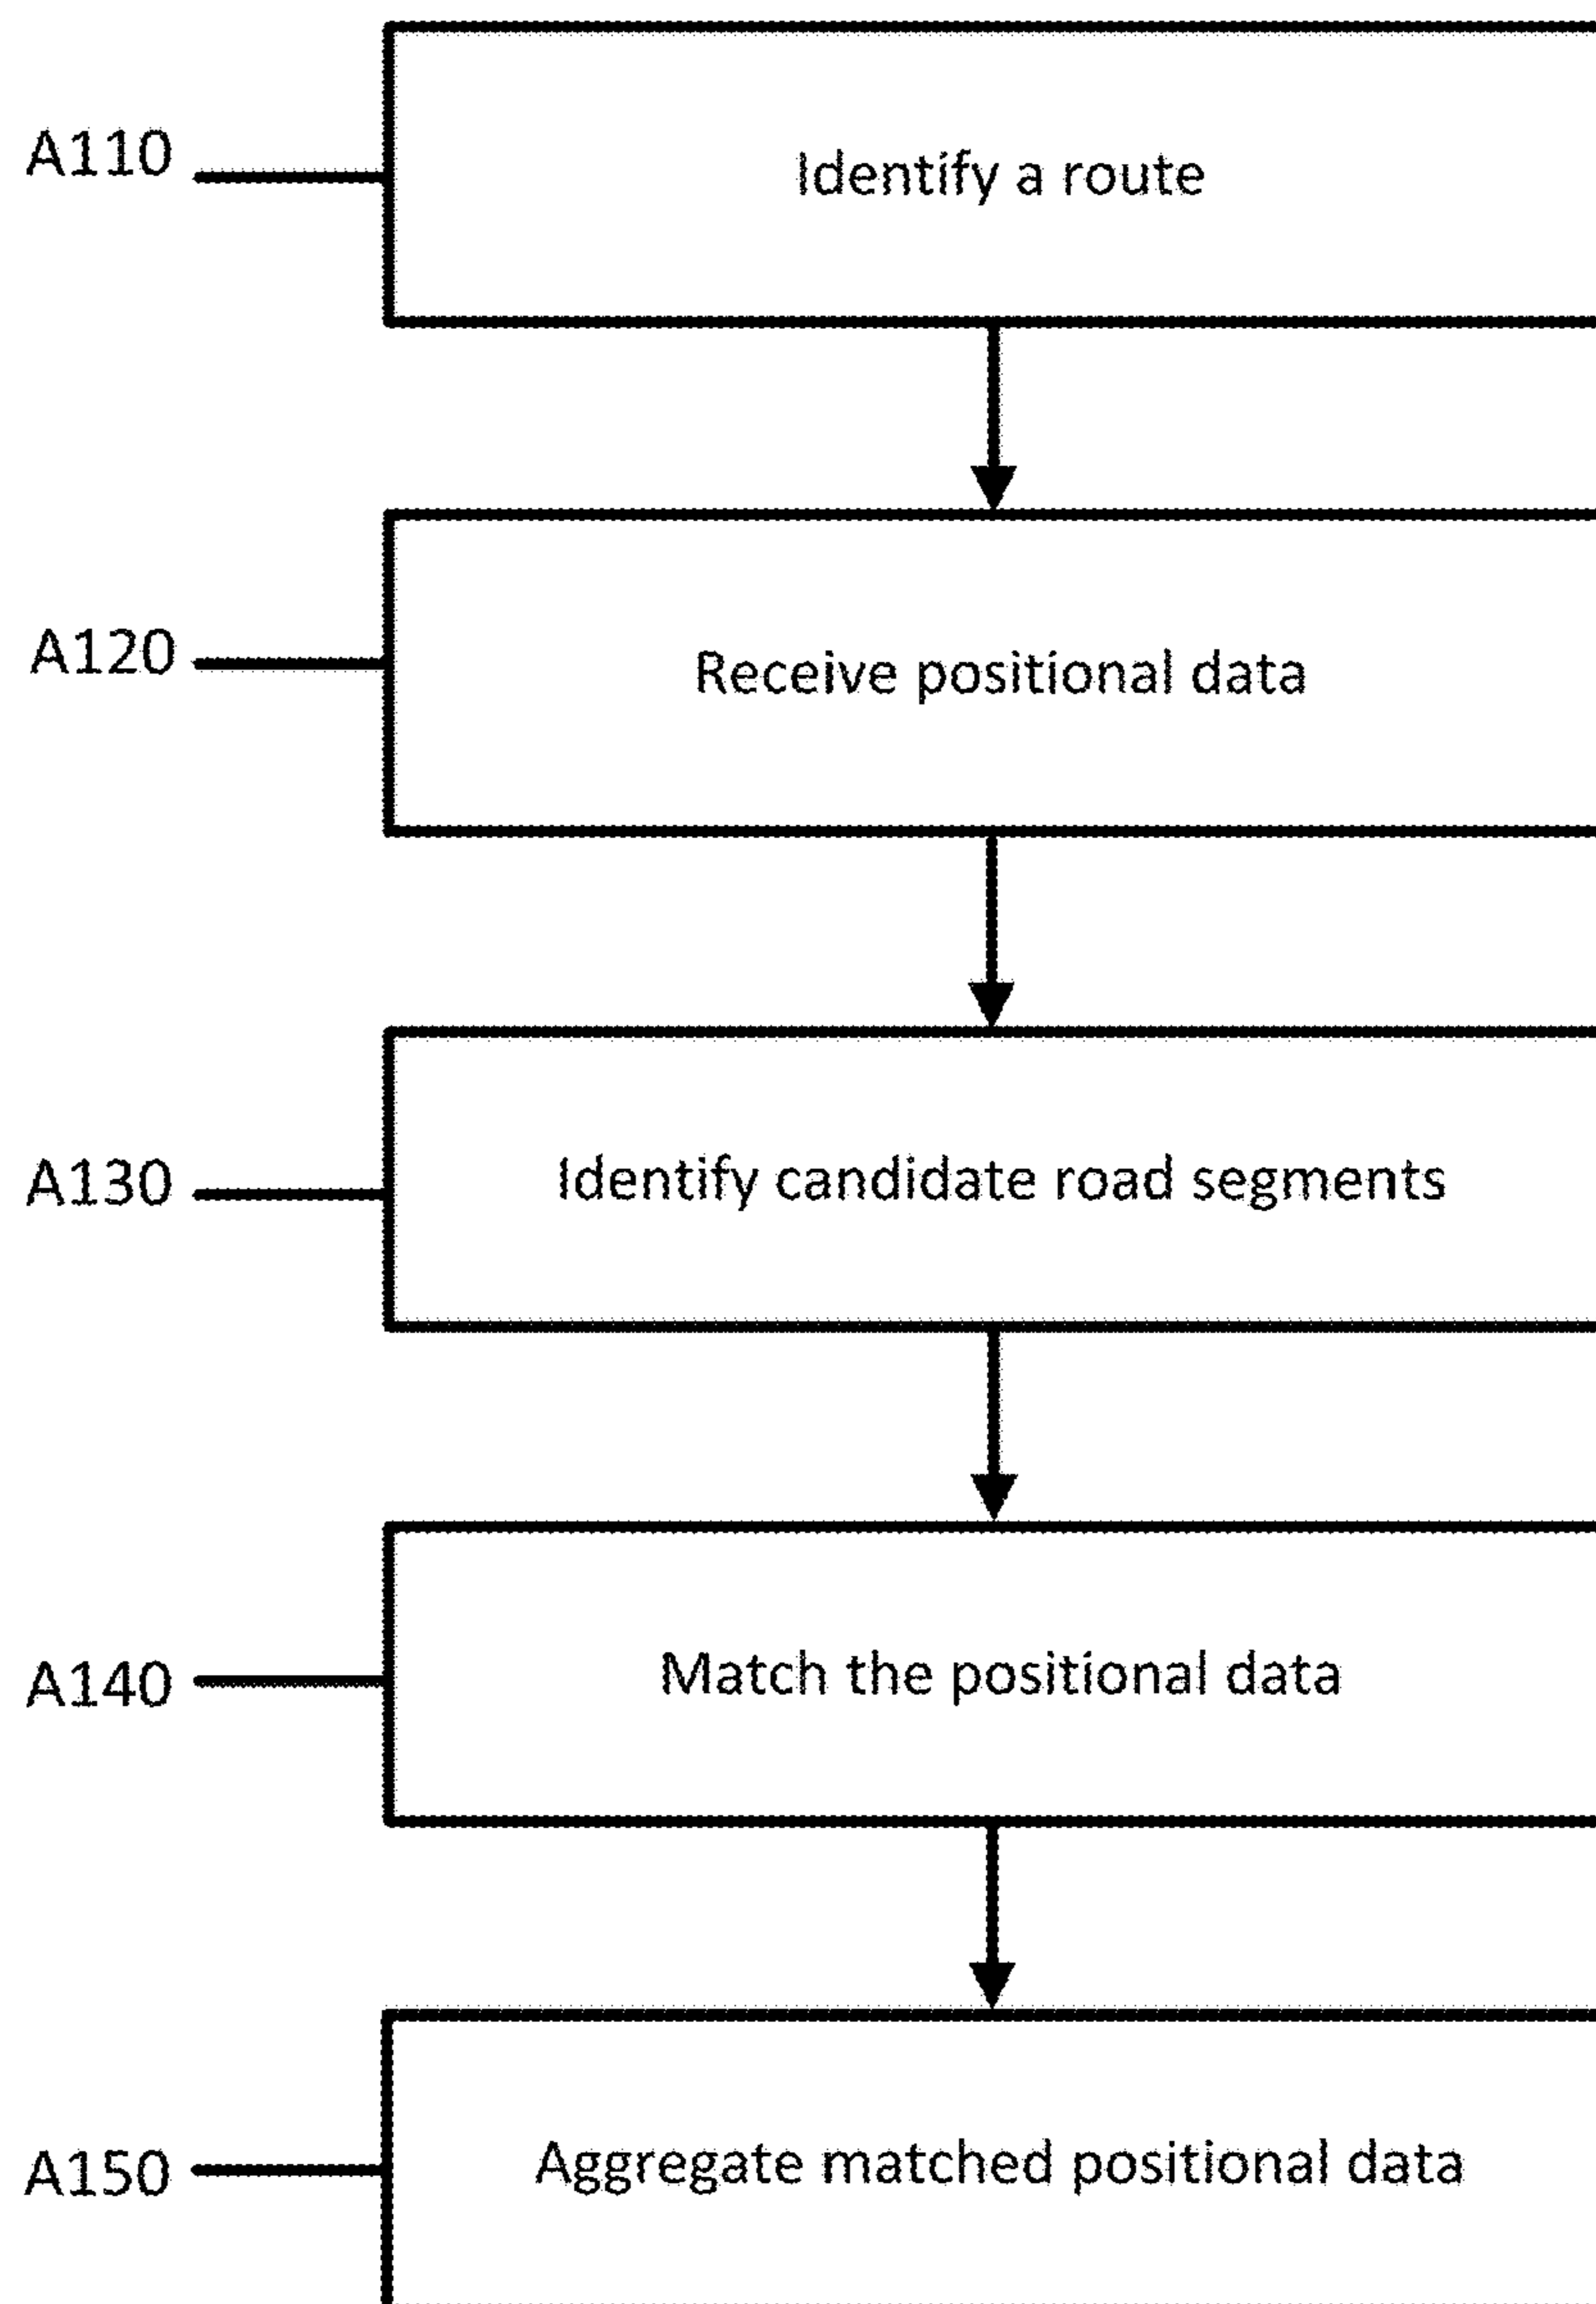 A110
Identify a route
A120
Receive positional data
A130
Identify candidate road segments
A140
Match the positional data
A150
Aggregate matched positional data